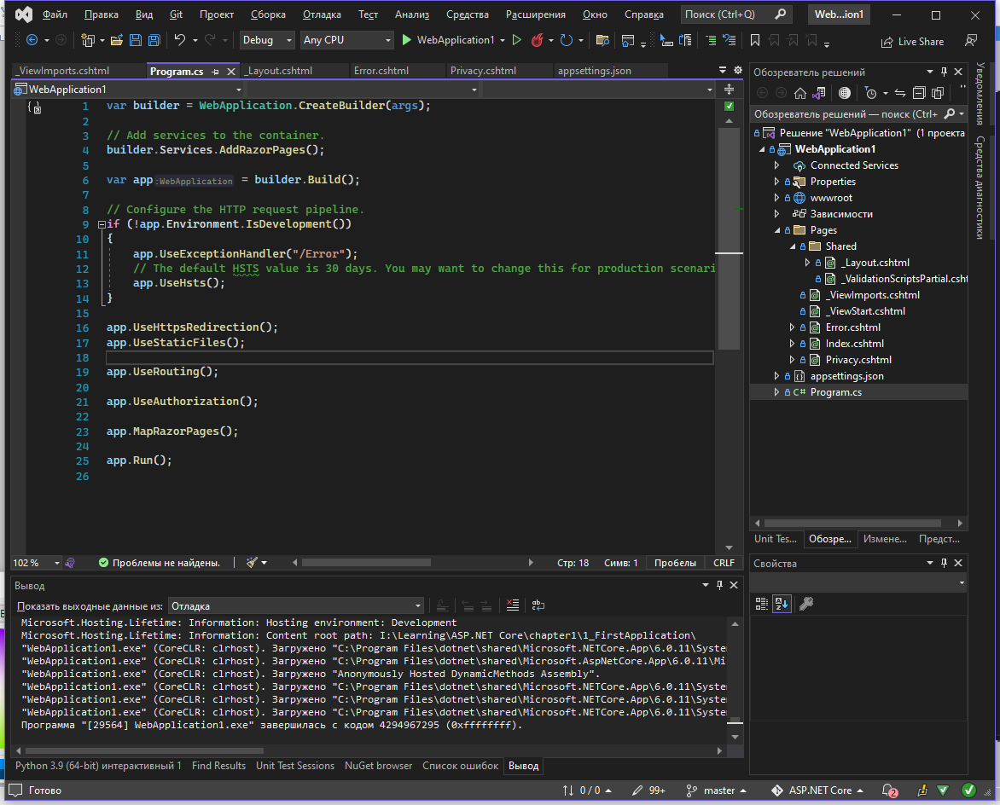 Файл Правка Вид Git Проект Сборка Отладка Тест Анализ Средства Расширения Окно Справка Поиск (Ctrl+Q) Web...ion1
Debug Any CPU WebApplication1 Live Share
_ViewImports.cshtml Program.cs _Layout.cshtml Error.cshtml Privacy.cshtml appsettings.json
WebApplication1
1 var builder = WebApplication.CreateBuilder(args);
2
3 // Add services to the container.
4 builder.Services.AddRazorPages();
5
6 var app :WebApplication = builder.Build();
7
8 // Configure the HTTP request pipeline.
9 if (!app.Environment.IsDevelopment())
10 {
11 app.UseExceptionHandler("/Error");
12 // The default HSTS value is 30 days. You may want to change this for production scenari
13 app.UseHsts();
14 }
15
16 app.UseHttpsRedirection();
17 app.UseStaticFiles();
18
19 app.UseRouting();
20
21 app.UseAuthorization();
22
23 app.MapRazorPages();
24
25 app.Run();
26
102 % Проблемы не найдены. Стр: 18 Симв: 1 Пробелы CRLF
Вывод
Показать выходные данные из: Отладка
Microsoft.Hosting.Lifetime: Information: Hosting environment: Development
Microsoft.Hosting.Lifetime: Information: Content root path: I:\Learning\ASP.NET Core\chapter1\1_FirstApplication\
"WebApplication1.exe" (CoreCLR: clrhost). Загружено "C:\Program Files\dotnet\shared\Microsoft.NETCore.App\6.0.11\System
"WebApplication1.exe" (CoreCLR: clrhost). Загружено "C:\Program Files\dotnet\shared\Microsoft.AspNetCore.App\6.0.11\Mi
"WebApplication1.exe" (CoreCLR: clrhost). Загружено "Anonymously Hosted DynamicMethods Assembly".
"WebApplication1.exe" (CoreCLR: clrhost). Загружено "C:\Program Files\dotnet\shared\Microsoft.NETCore.App\6.0.11\System
"WebApplication1.exe" (CoreCLR: clrhost). Загружено "C:\Program Files\dotnet\shared\Microsoft.NETCore.App\6.0.11\System
"WebApplication1.exe" (CoreCLR: clrhost). Загружено "C:\Program Files\dotnet\shared\Microsoft.NETCore.App\6.0.11\System
Программа "[29564] WebApplication1.exe" завершилась с кодом 4294967295 (0xffffffff).
Python 3.9 (64-bit) интерактивный 1 Find Results Unit Test Sessions NuGet browser Список ошибок Вывод
Обозреватель решений
Обозреватель решений — поиск (Ctrl+
Решение "WebApplication1" (1 проекта
WebApplication1
Connected Services
Properties
wwwroot
Зависимости
Pages
Shared
_Layout.cshtml
_ValidationScriptsPartial.csht
_ViewImports.cshtml
_ViewStart.cshtml
Error.cshtml
Index.cshtml
Privacy.cshtml
appsettings.json
C# Program.cs
Unit Tes... Обозре... Измене... Предст...
Свойства
Уведомления
Средства диагностики
Готово 0 / 0 99+ master ASP.NET Core 2